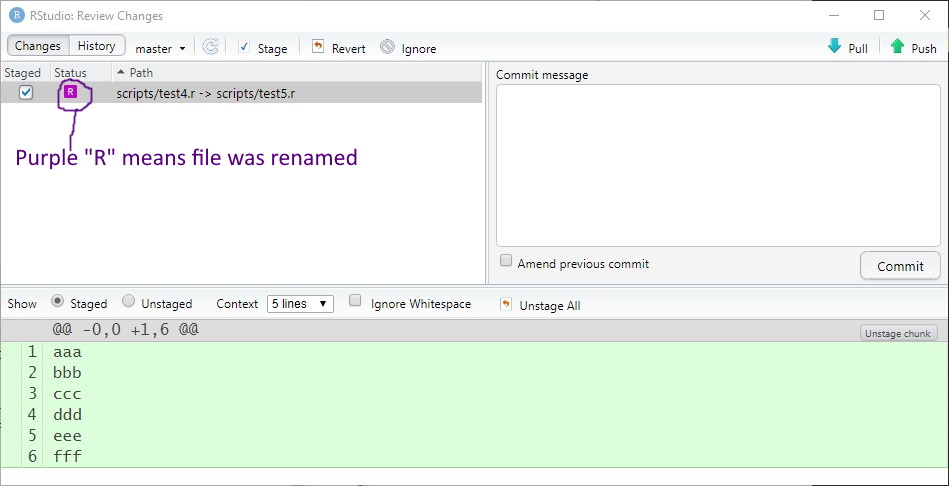 RStudio: Review Changes
Changes History master Stage Revert Ignore Pull Push
Staged Status Path
R scripts/test4.r -> scripts/test5.r
Purple "R" means file was renamed
Commit message
Amend previous commit Commit
Show Staged Unstaged Context 5 lines Ignore Whitespace Unstage All
@@ -0,0 +1,6 @@ Unstage chunk
1 aaa
2 bbb
3 ccc
4 ddd
5 eee
6 fff